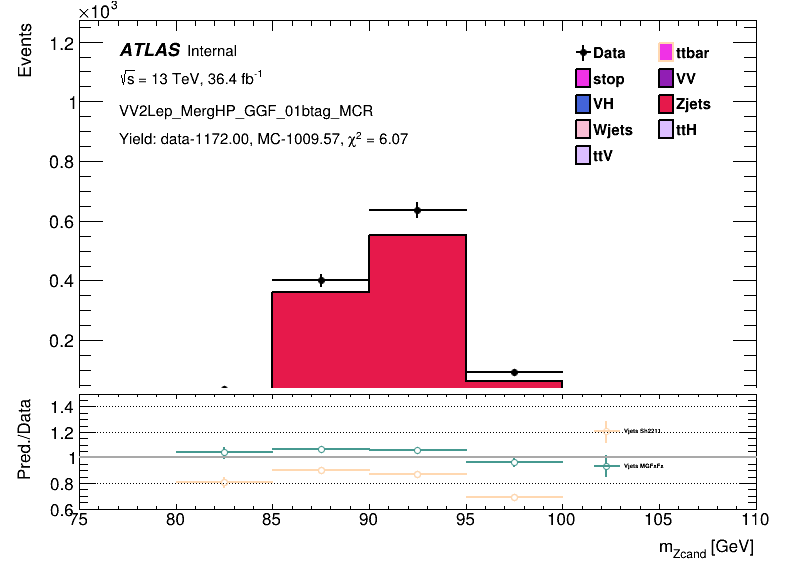 ×10³
Events
1.2
1
0.8
0.6
0.4
0.2
ATLAS Internal
√s = 13 TeV, 36.4 fb⁻¹
VV2Lep_MergHP_GGF_01btag_MCR
Yield: data-1172.00, MC-1009.57, χ² = 6.07
Data
ttbar
stop
VV
VH
Zjets
Wjets
ttH
ttV
Pred./Data
1.4
1.2
1
0.8
0.6
Vjets Sh2211
Vjets MGFxFx
75 80 85 90 95 100 105 110
m_Zcand [GeV]